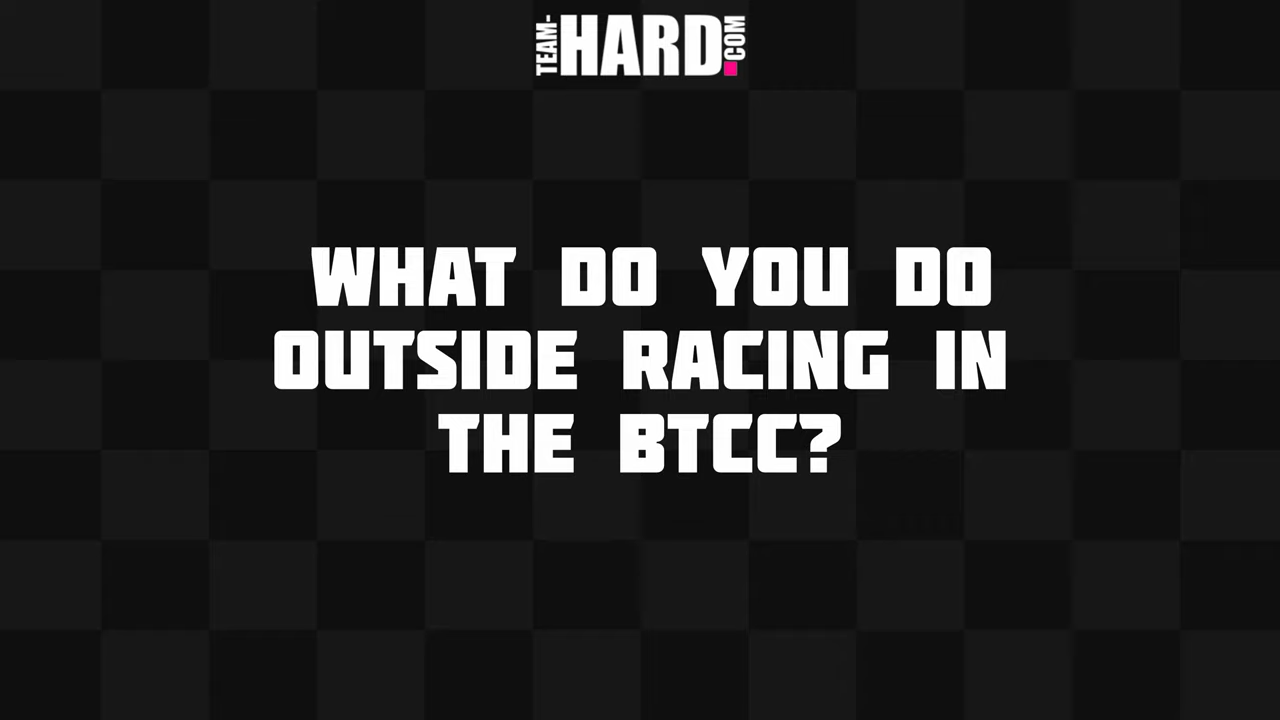 TEAM-HARD.COM
WHAT DO YOU DO
OUTSIDE RACING IN
THE BTCC?